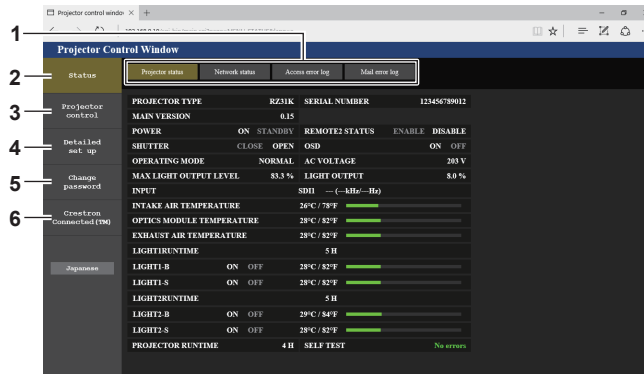 Projector control window
Projector Control Window
1
2
3
4
5
6
Status
Projector control
Detailed set up
Change password
Crestron Connected(TM)
Japanese
Projector status Network status Access error log Mail error log
PROJECTOR TYPE RZ31K SERIAL NUMBER 123456789012
MAIN VERSION 0.15
POWER ON STANDBY REMOTE2 STATUS ENABLE DISABLE
SHUTTER CLOSE OPEN OSD ON OFF
OPERATING MODE NORMAL AC VOLTAGE 203 V
MAX LIGHT OUTPUT LEVEL 83.3 % LIGHT OUTPUT 8.0 %
INPUT SDI1 --- (---kHz/---Hz)
INTAKE AIR TEMPERATURE 26°C / 78°F
OPTICS MODULE TEMPERATURE 28°C / 82°F
EXHAUST AIR TEMPERATURE 28°C / 82°F
LIGHT1RUNTIME 5 H
LIGHT1-B ON OFF 28°C / 82°F
LIGHT1-S ON OFF 28°C / 82°F
LIGHT2RUNTIME 5 H
LIGHT2-B ON OFF 29°C / 84°F
LIGHT2-S ON OFF 28°C / 82°F
PROJECTOR RUNTIME 4 H SELF TEST No errors